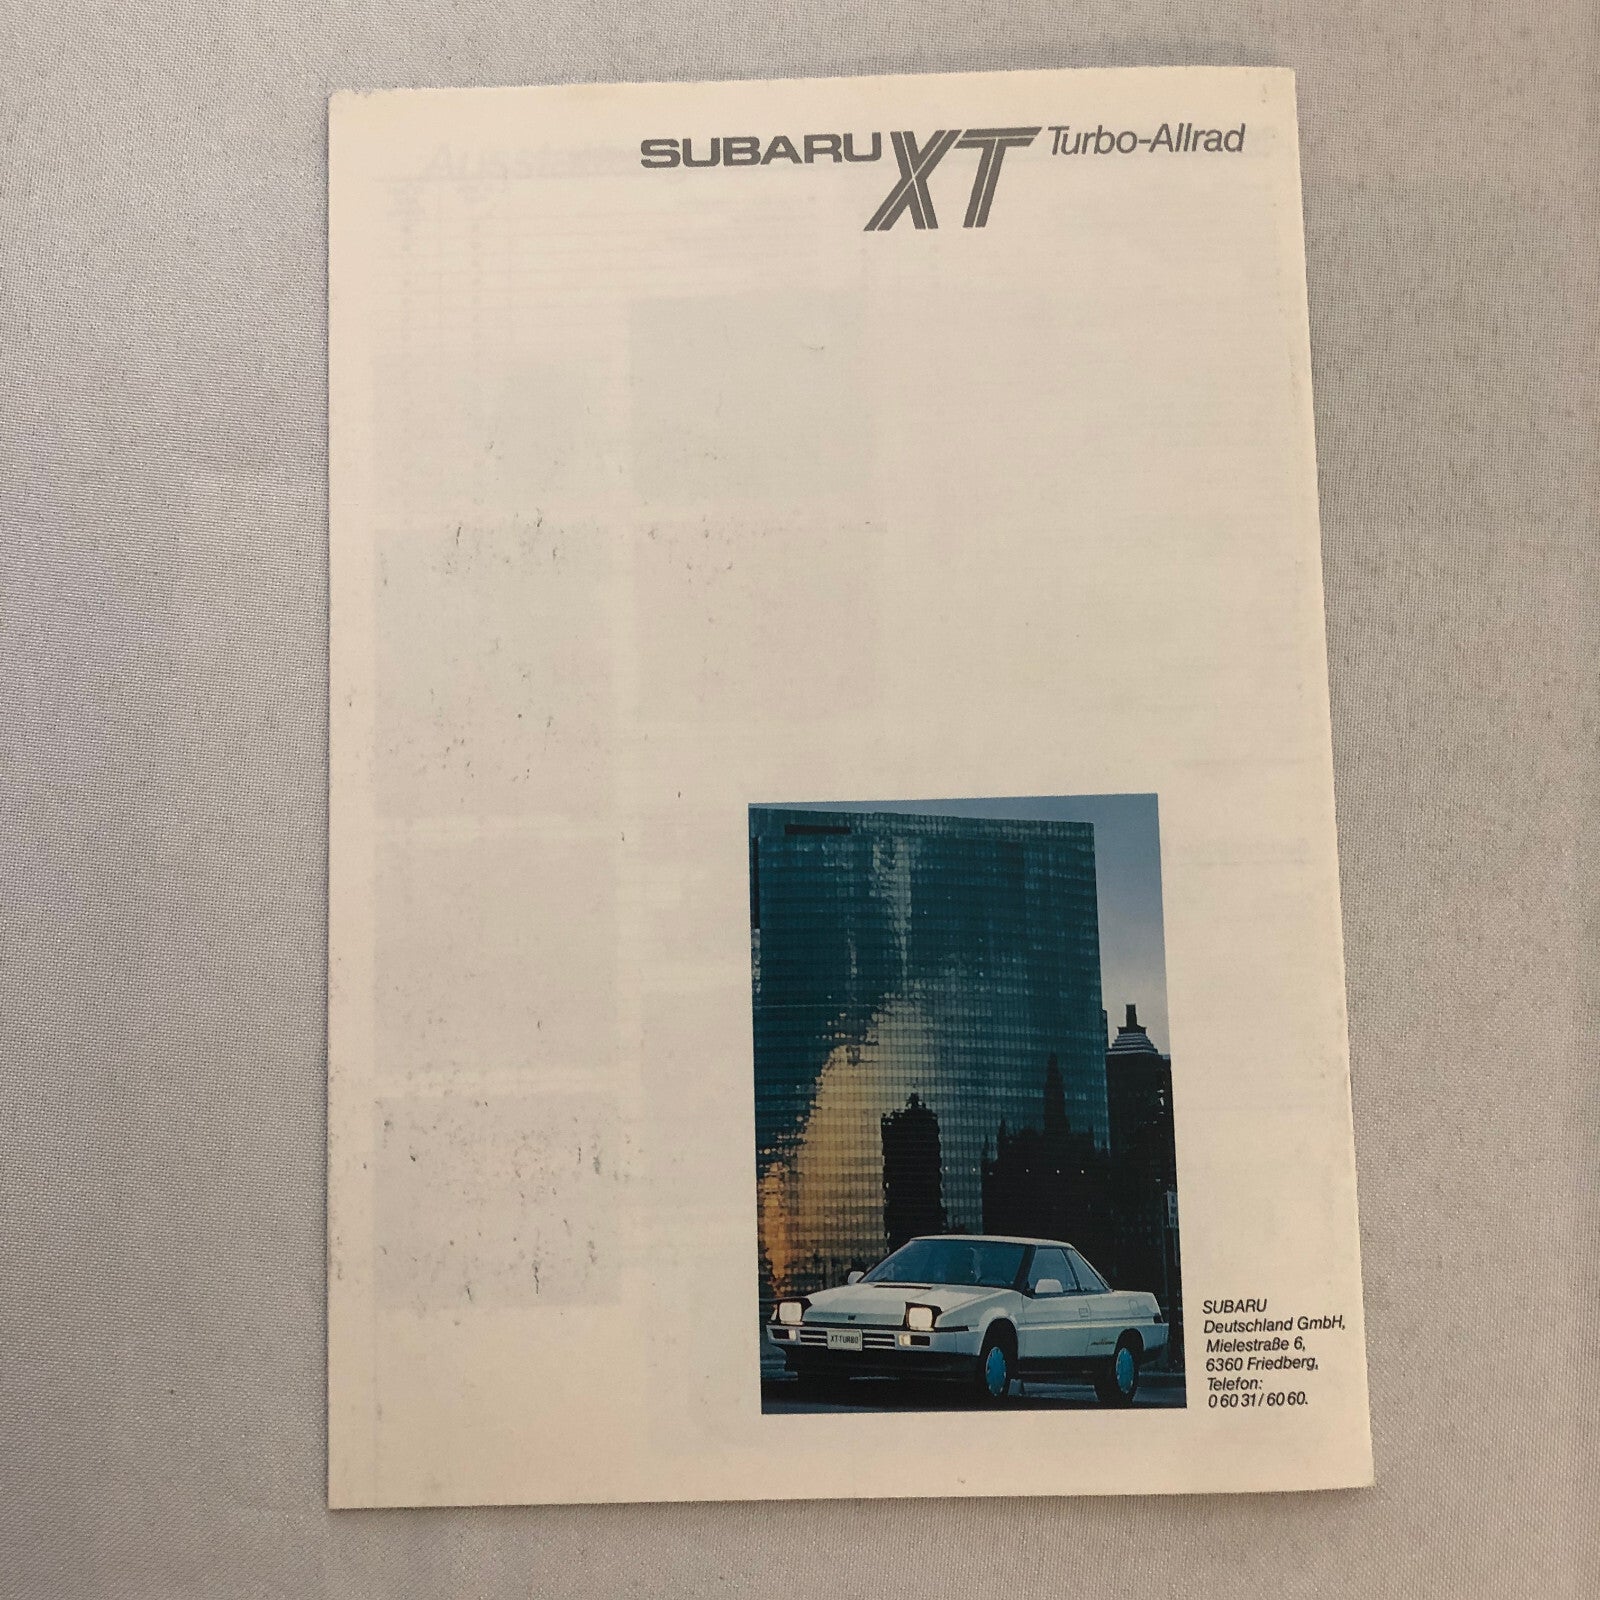 SUBARU XT Turbo-Allrad
XT TURBO
SUBARU
Deutschland GmbH,
Mielestraße 6,
6360 Friedberg,
Telefon:
0 60 31 / 60 60.